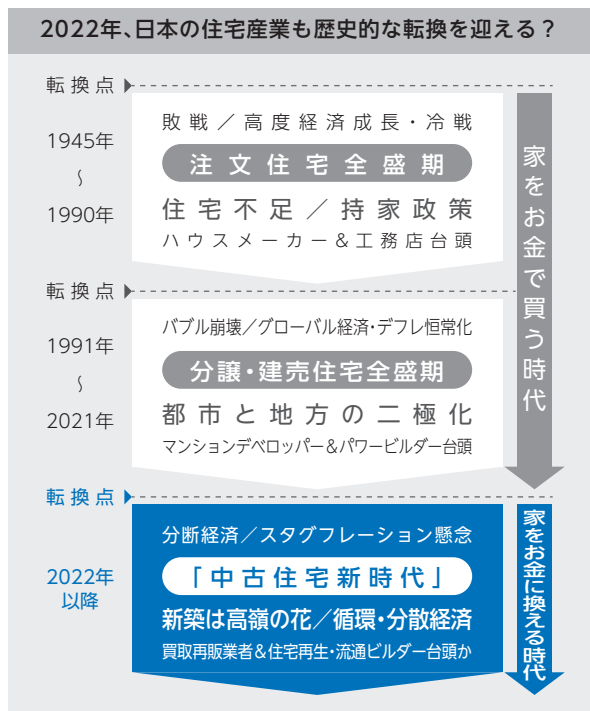 2022年、日本の住宅産業も歴史的な転換を迎える?
転換点
1945年
〜
1990年
敗戦/高度経済成長・冷戦
注文住宅全盛期
住宅不足/持家政策
ハウスメーカー&工務店台頭
転換点
1991年
〜
2021年
バブル崩壊/グローバル経済・デフレ恒常化
分譲・建売住宅全盛期
都市と地方の二極化
マンションデベロッパー&パワービルダー台頭
家をお金で買う時代
転換点
2022年
以降
分断経済/スタグフレーション懸念
「中古住宅新時代」
新築は高嶺の花/循環・分散経済
買取再販業者&住宅再生・流通ビルダー台頭か
家をお金に換える時代